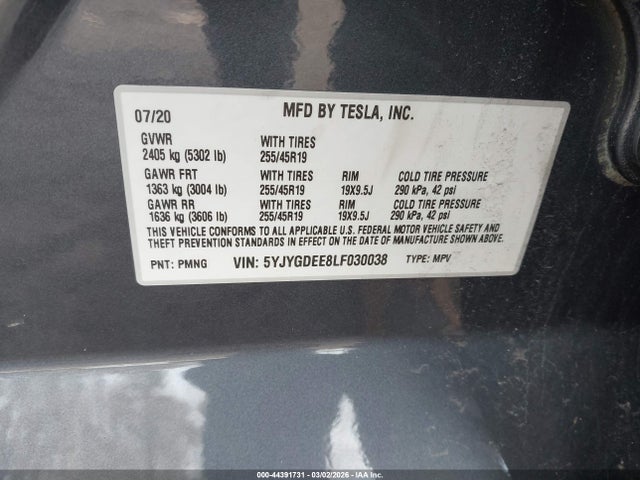 07/20 MFD BY TESLA, INC.
GVWR WITH TIRES
2405 kg (5302 lb) 255/45R19
GAWR FRT WITH TIRES RIM COLD TIRE PRESSURE
1363 kg (3004 lb) 255/45R19 19X9.5J 290 kPa, 42 psi
GAWR RR WITH TIRES RIM COLD TIRE PRESSURE
1636 kg (3606 lb) 255/45R19 19X9.5J 290 kPa, 42 psi
THIS VEHICLE CONFORMS TO ALL APPLICABLE U.S. FEDERAL MOTOR VEHICLE SAFETY AND
THEFT PREVENTION STANDARDS IN EFFECT ON THE DATE OF MANUFACTURE SHOWN ABOVE.
PNT: PMNG VIN: 5YJYGDEE8LF030038 TYPE: MPV
000-44391731 - 03/02/2026 - IAAI.COM